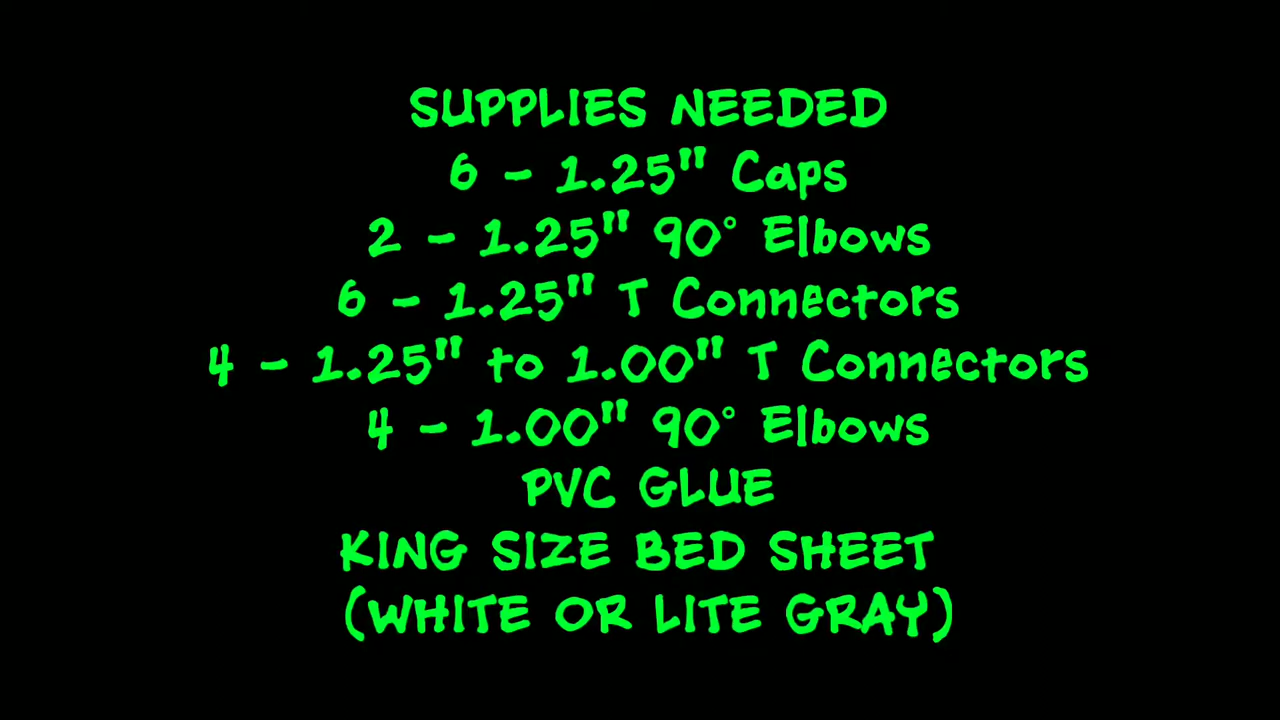 SUPPLIES NEEDED
6 - 1.25" Caps
2 - 1.25" 90° Elbows
6 - 1.25" T Connectors
4 - 1.25" to 1.00" T Connectors
4 - 1.00" 90° Elbows
PVC GLUE
KING SIZE BED SHEET
(WHITE OR LITE GRAY)